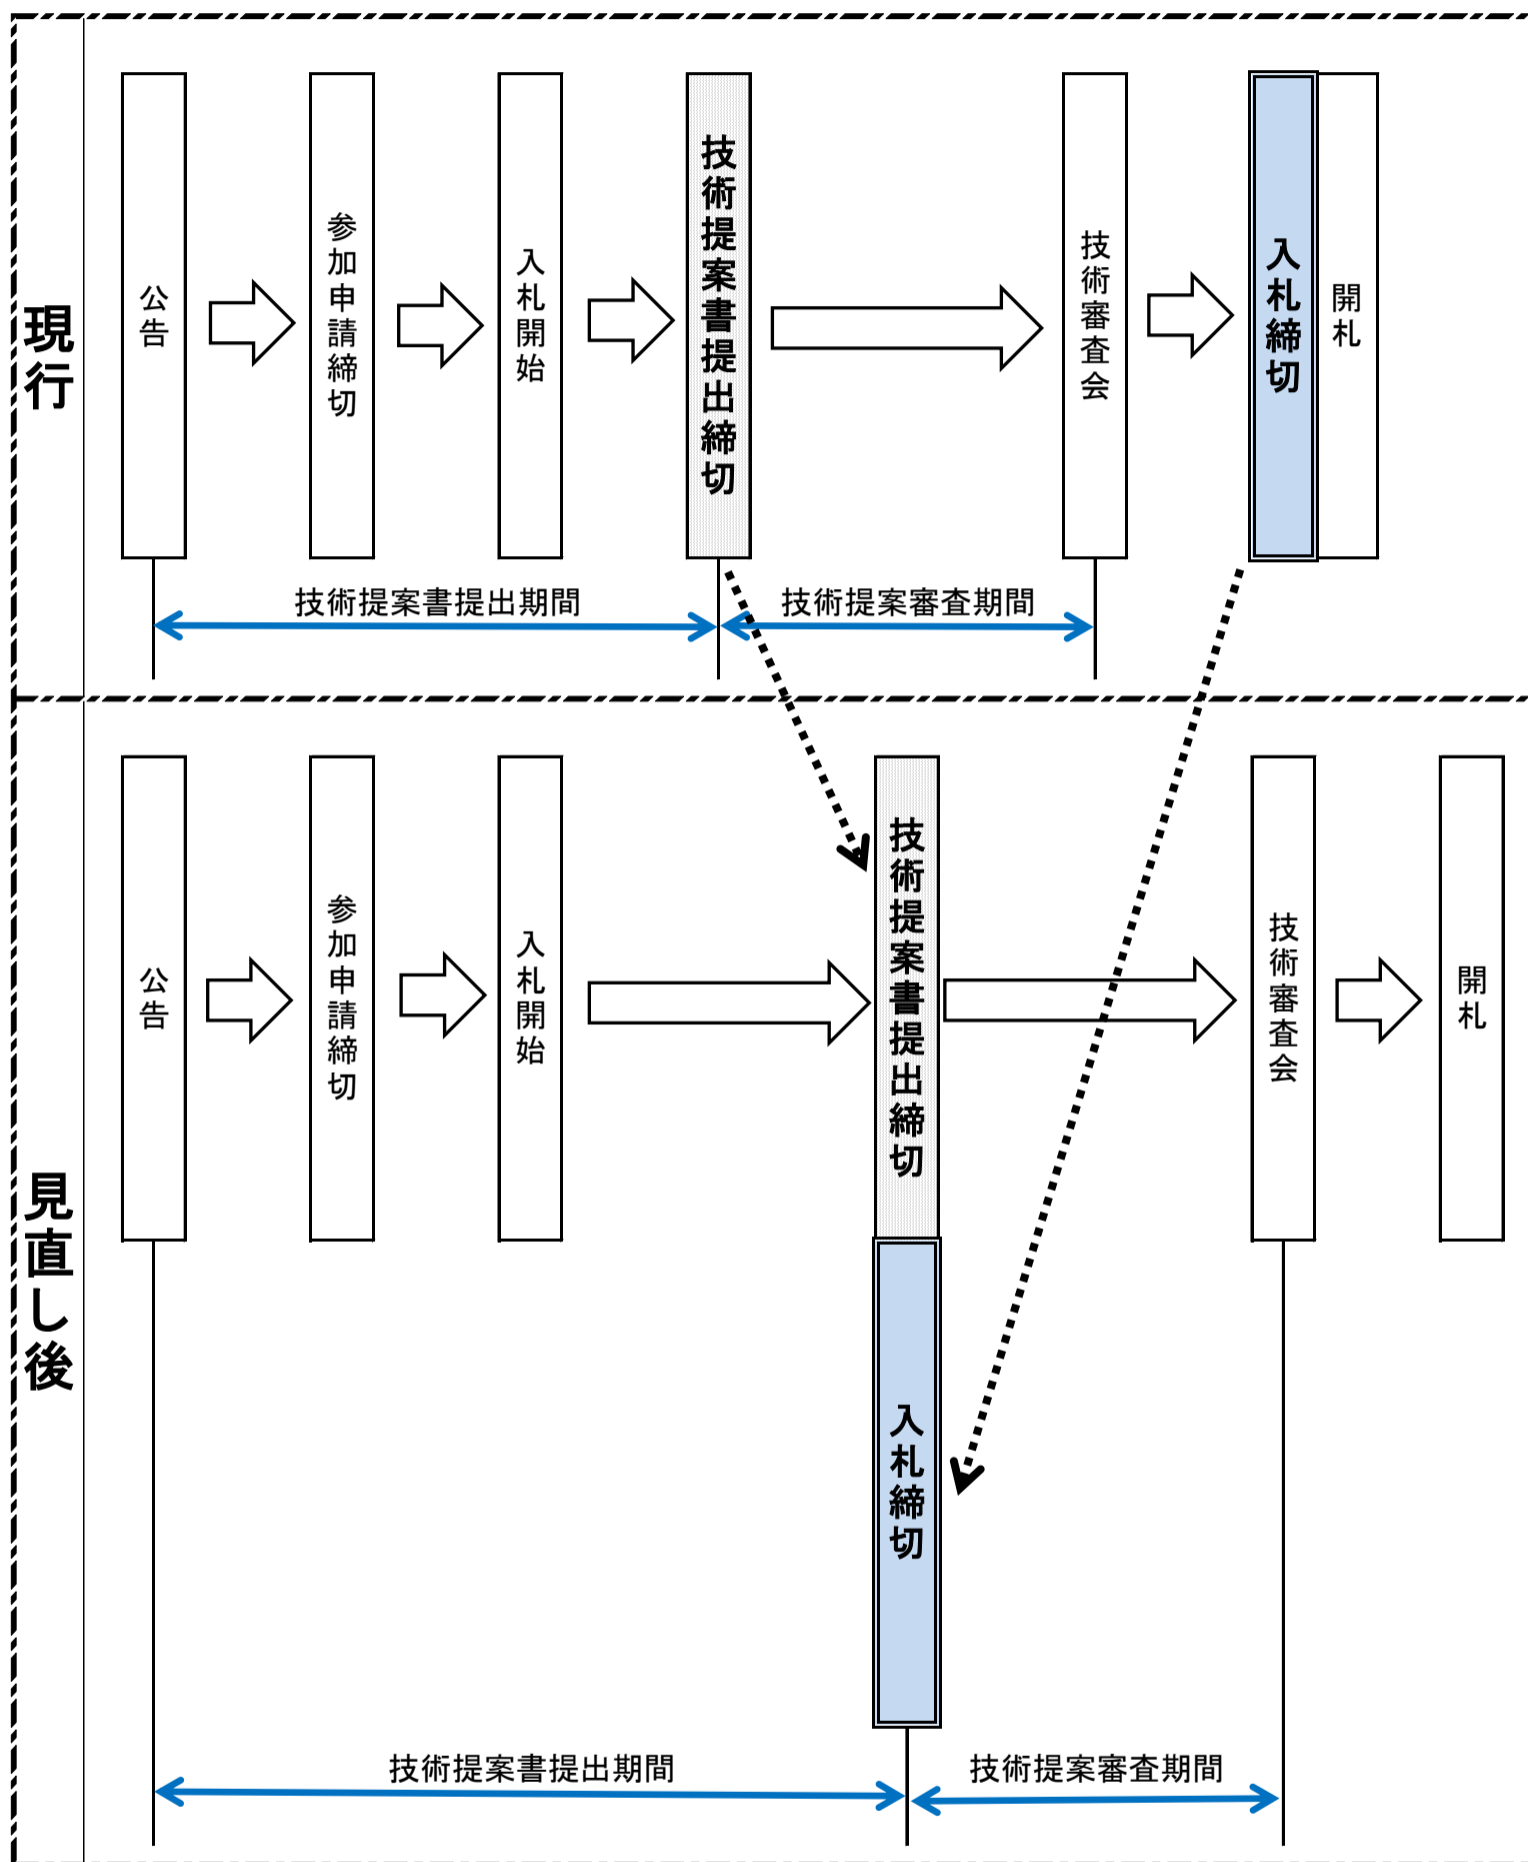 現行
公告
参加申請締切
入札開始
技術提案書提出締切
技術審査会
入札締切
開札
技術提案書提出期間
技術提案審査期間
見直し後
公告
参加申請締切
入札開始
技術提案書提出締切
入札締切
技術審査会
開札
技術提案書提出期間
技術提案審査期間